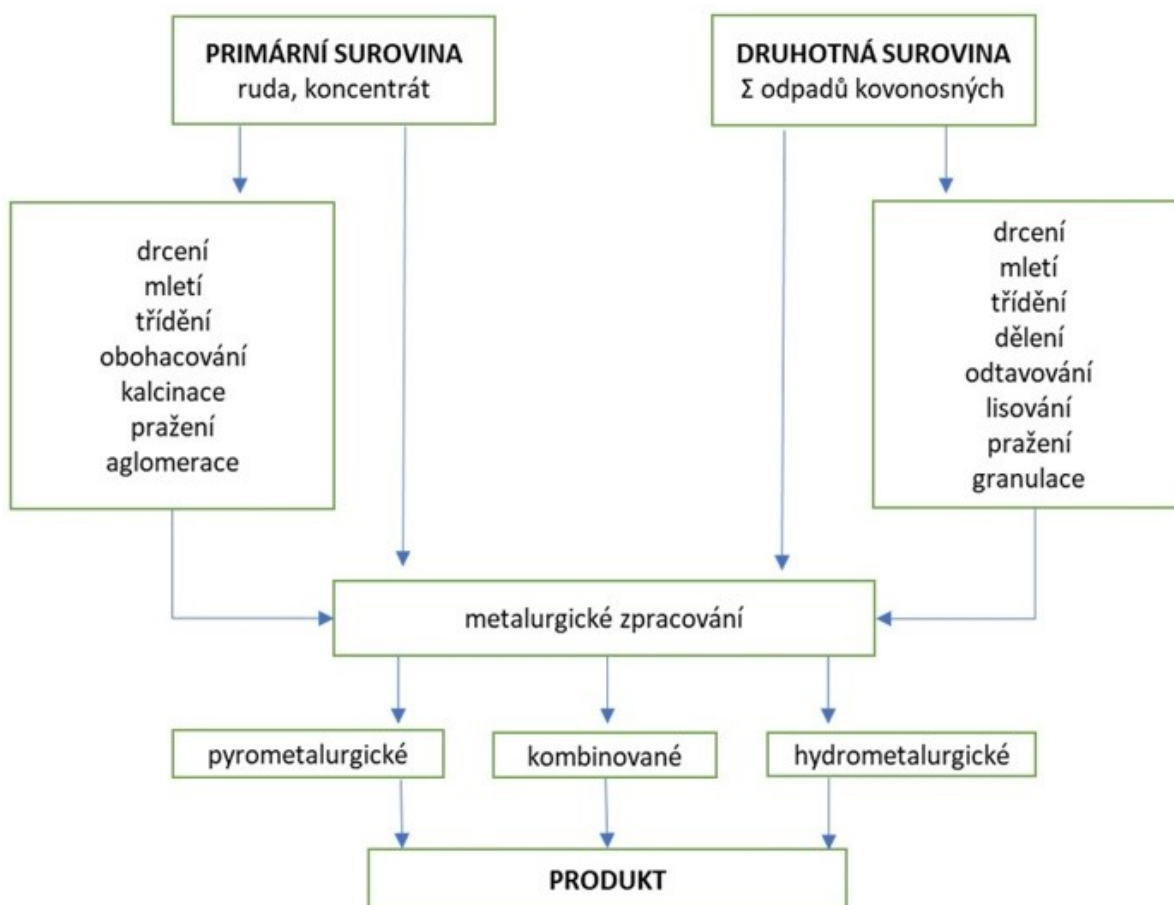 PRIMÁRNÍ SUROVINA
ruda, koncentrát
DRUHOTNÁ SUROVINA
Σ odpadů kovonosných
drcení
mletí
třídění
obohacování
kalcinace
pražení
aglomerace
drcení
mletí
třídění
dělení
odtavování
lisování
pražení
granulace
metalurgické zpracování
pyrometalurgické
kombinované
hydrometalurgické
PRODUKT